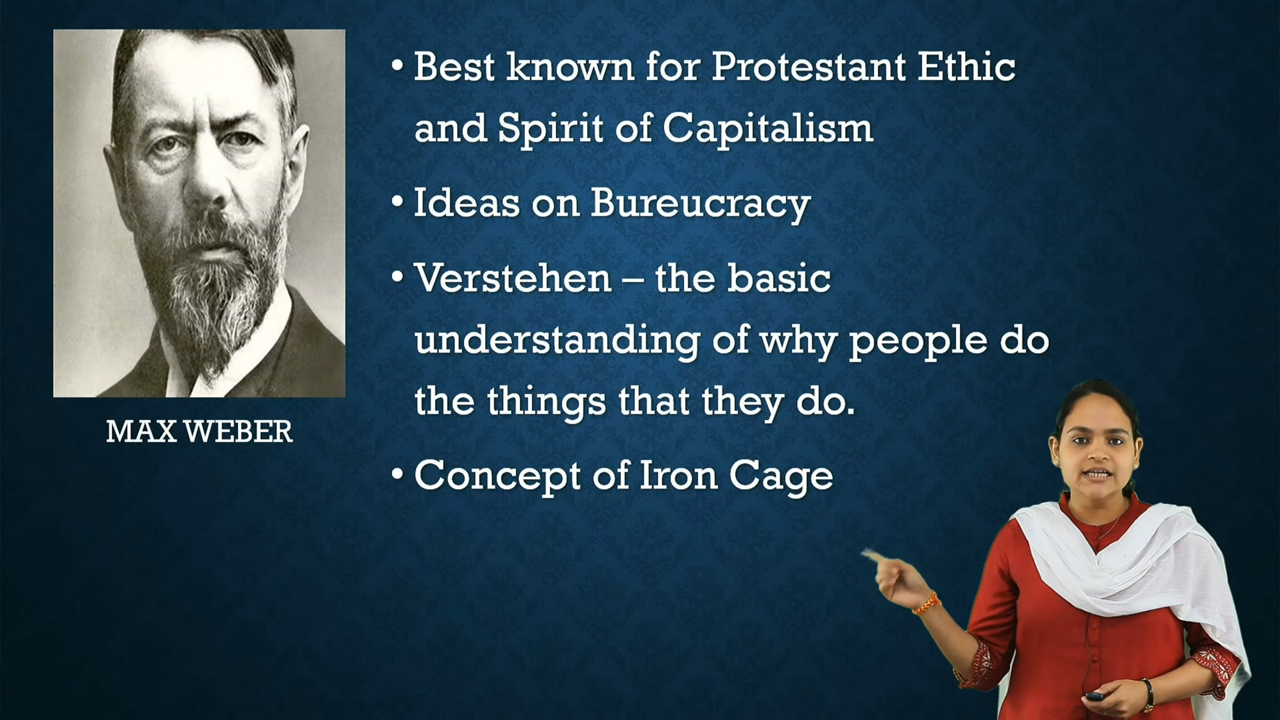 • Best known for Protestant Ethic
and Spirit of Capitalism
• Ideas on Bureucracy
• Verstehen – the basic
understanding of why people do
the things that they do.
• Concept of Iron Cage
MAX WEBER